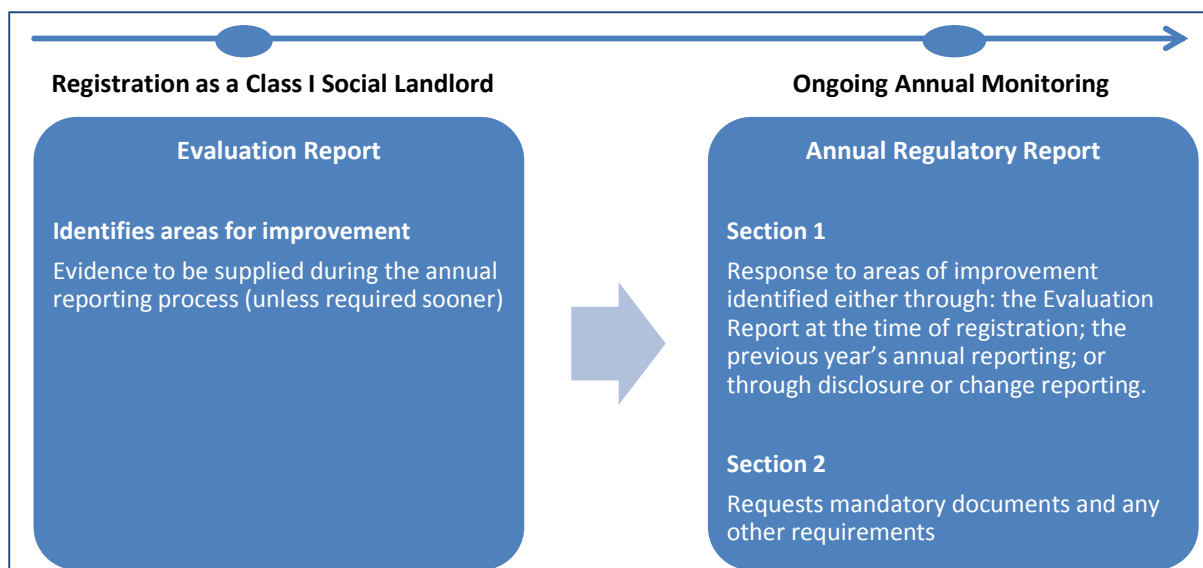 Registration as a Class I Social Landlord
Evaluation Report
Identifies areas for improvement
Evidence to be supplied during the annual
reporting process (unless required sooner)
Ongoing Annual Monitoring
Annual Regulatory Report
Section 1
Response to areas of improvement
identified either through: the Evaluation
Report at the time of registration; the
previous year’s annual reporting; or
through disclosure or change reporting.
Section 2
Requests mandatory documents and any
other requirements